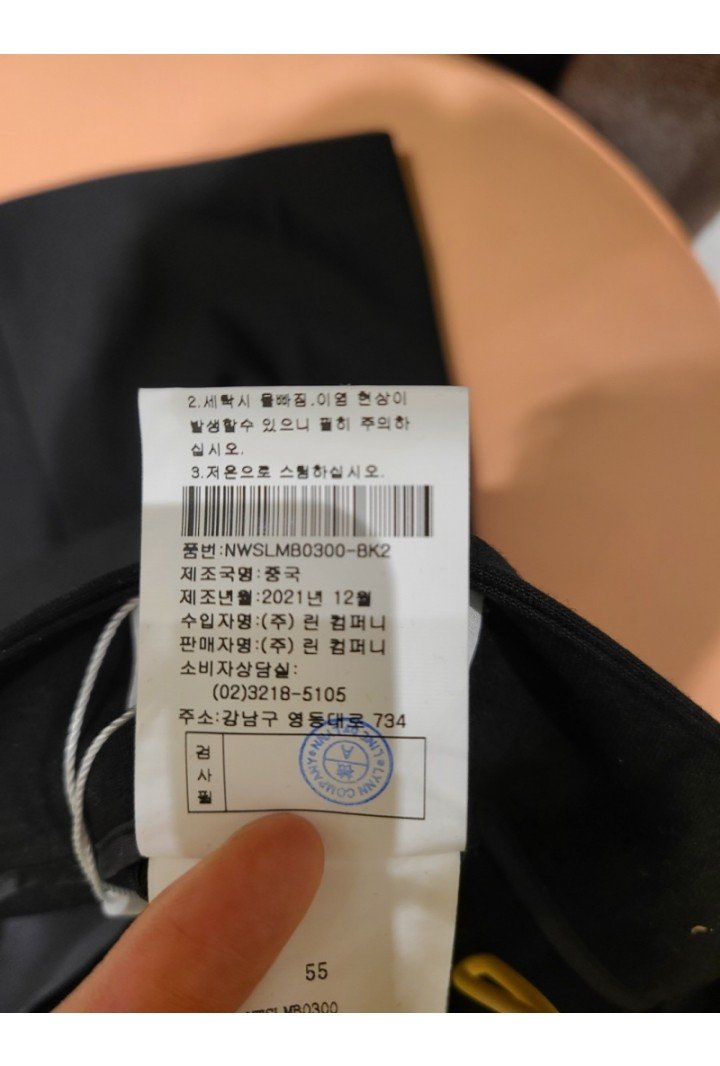 2.세탁시 물빠짐.이염 현상이
발생할수 있으니 필히 주의하
십시오.
3.저온으로 스팀하십시오.
품번:NWSLMB0300-BK2
제조국명:중국
제조년월:2021년 12월
수입자명:(주) 린 컴퍼니
판매자명:(주) 린 컴퍼니
소비자상담실:
(02)3218-5105
주소:강남구 영동대로 734
검사필
LYNN COMPANY
A
55
NWSLMB0300